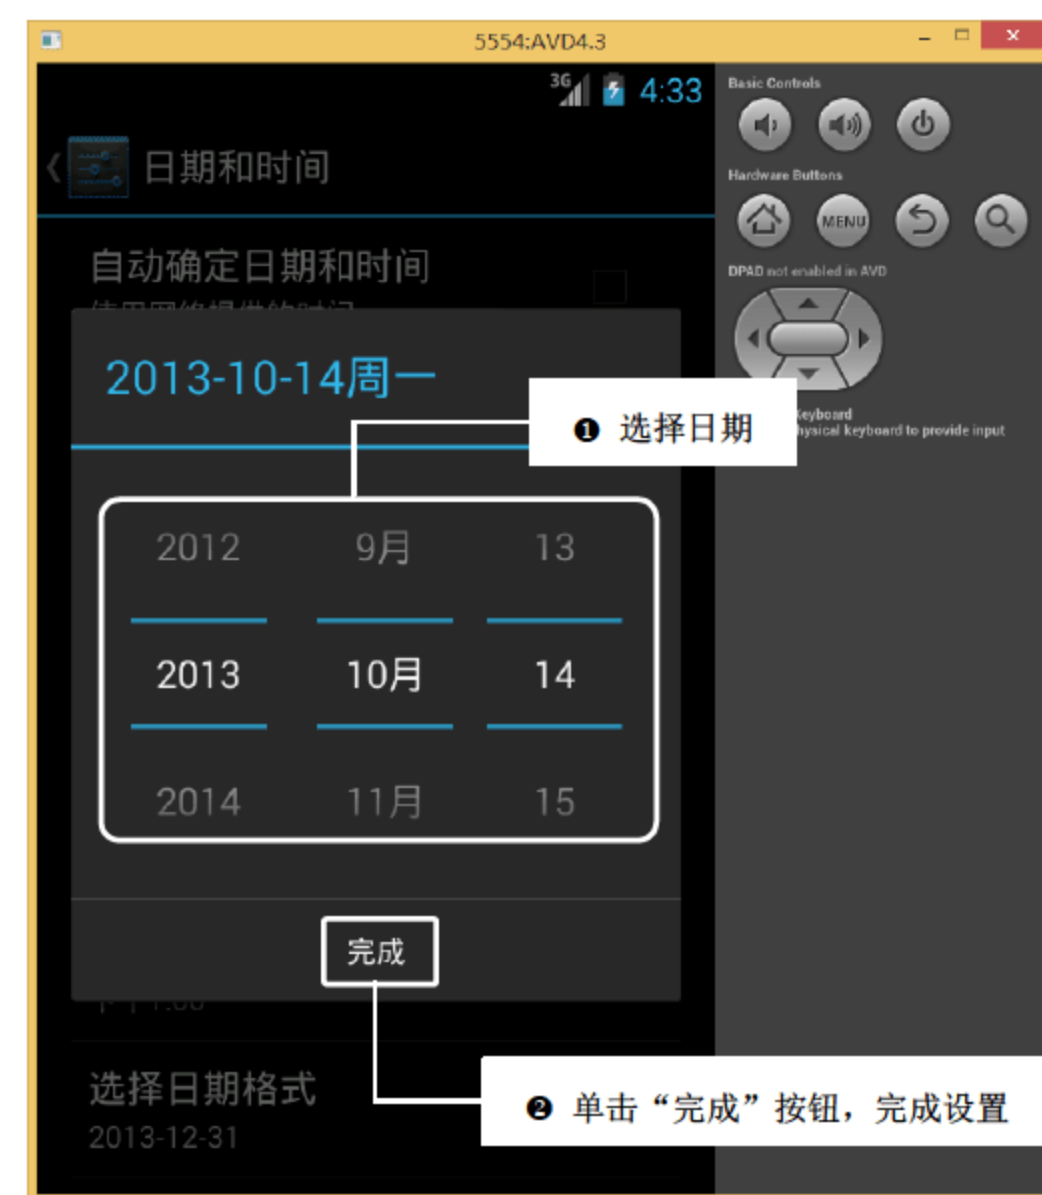 5554:AVD4.3
3G 4:33
日期和时间
自动确定日期和时间
2013-10-14周一
❶ 选择日期
2012 9月 13
2013 10月 14
2014 11月 15
完成
选择日期格式
2013-12-31
❷ 单击“完成”按钮，完成设置
Basic Controls
Hardware Buttons
MENU
DPAD not enabled in AVD
Keyboard
physical keyboard to provide input